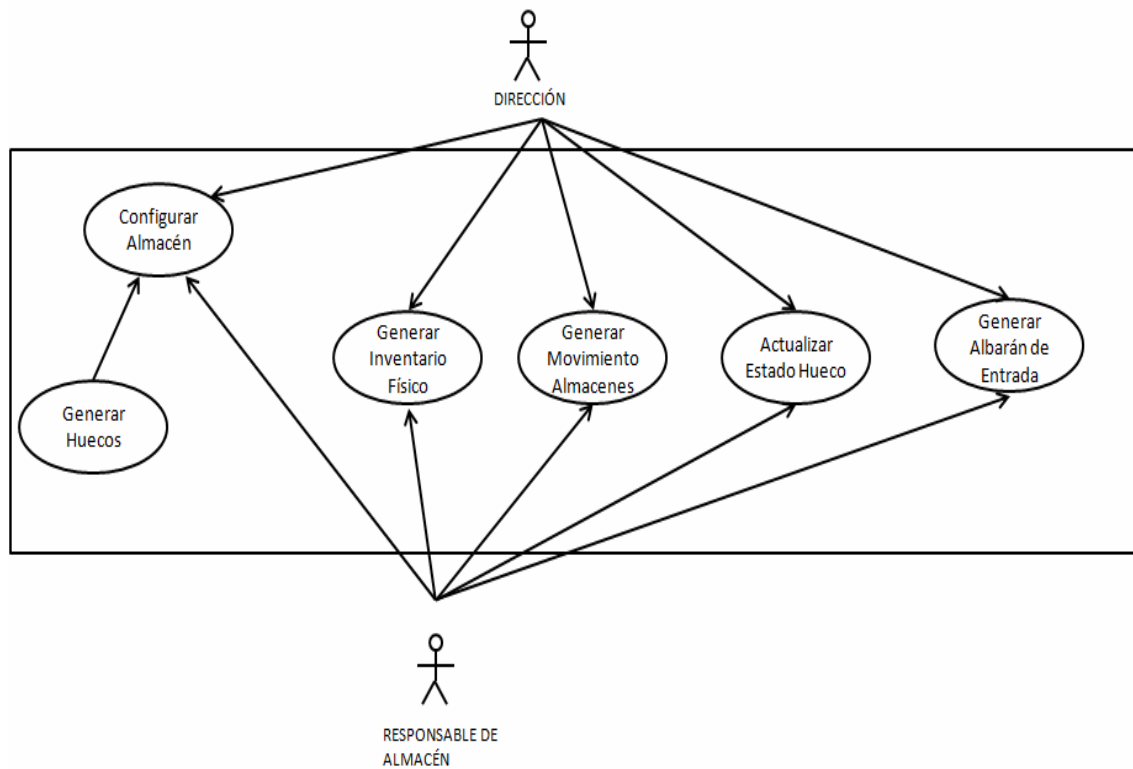 DIRECCIÓN
Configurar
Almacén
Generar
Inventario
Físico
Generar
Movimiento
Almacenes
Actualizar
Estado Hueco
Generar
Albarán de
Entrada
Generar
Huecos
RESPONSABLE DE
ALMACÉN